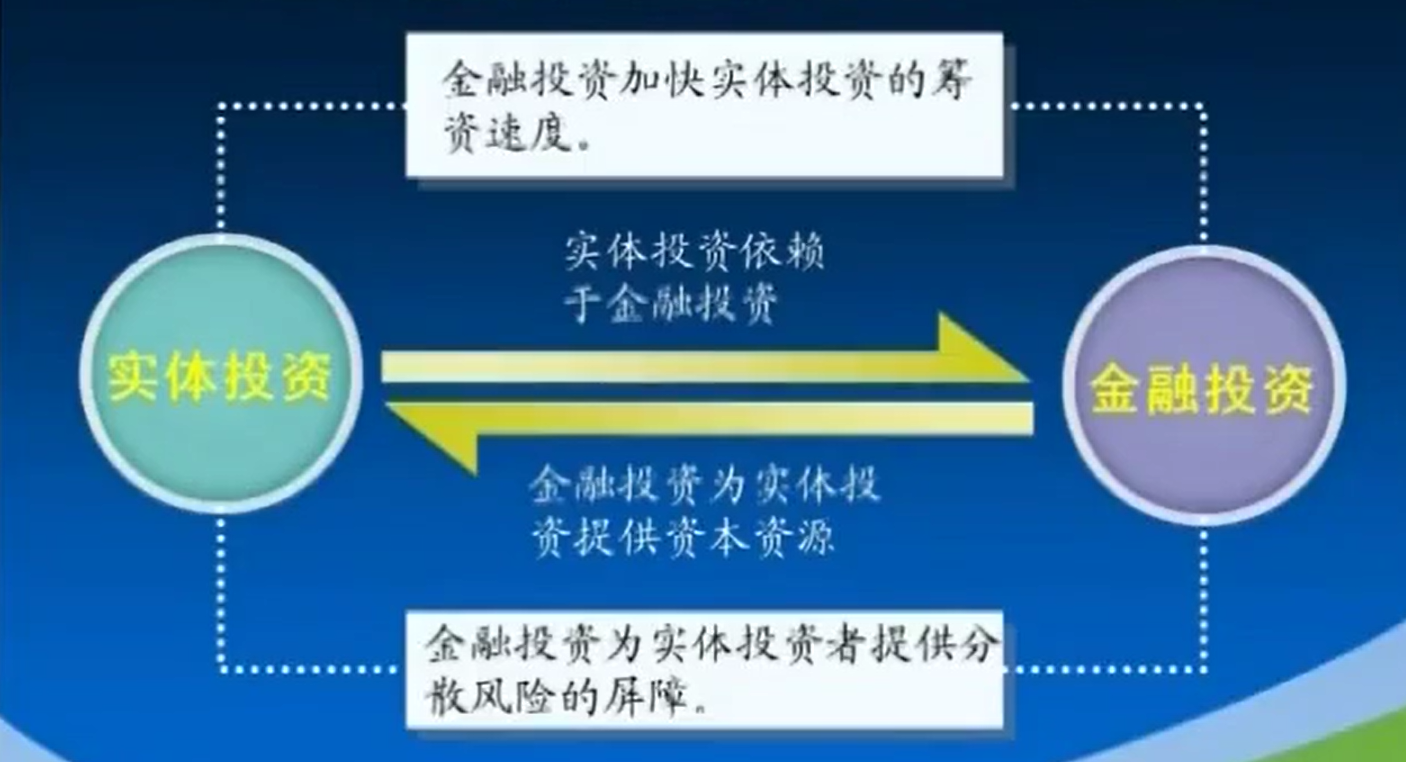 金融投资加快实体投资的筹
资速度。
实体投资依赖
于金融投资
实体投资
金融投资
金融投资为实体投
资提供资本资源
金融投资为实体投资者提供分
散风险的屏障。